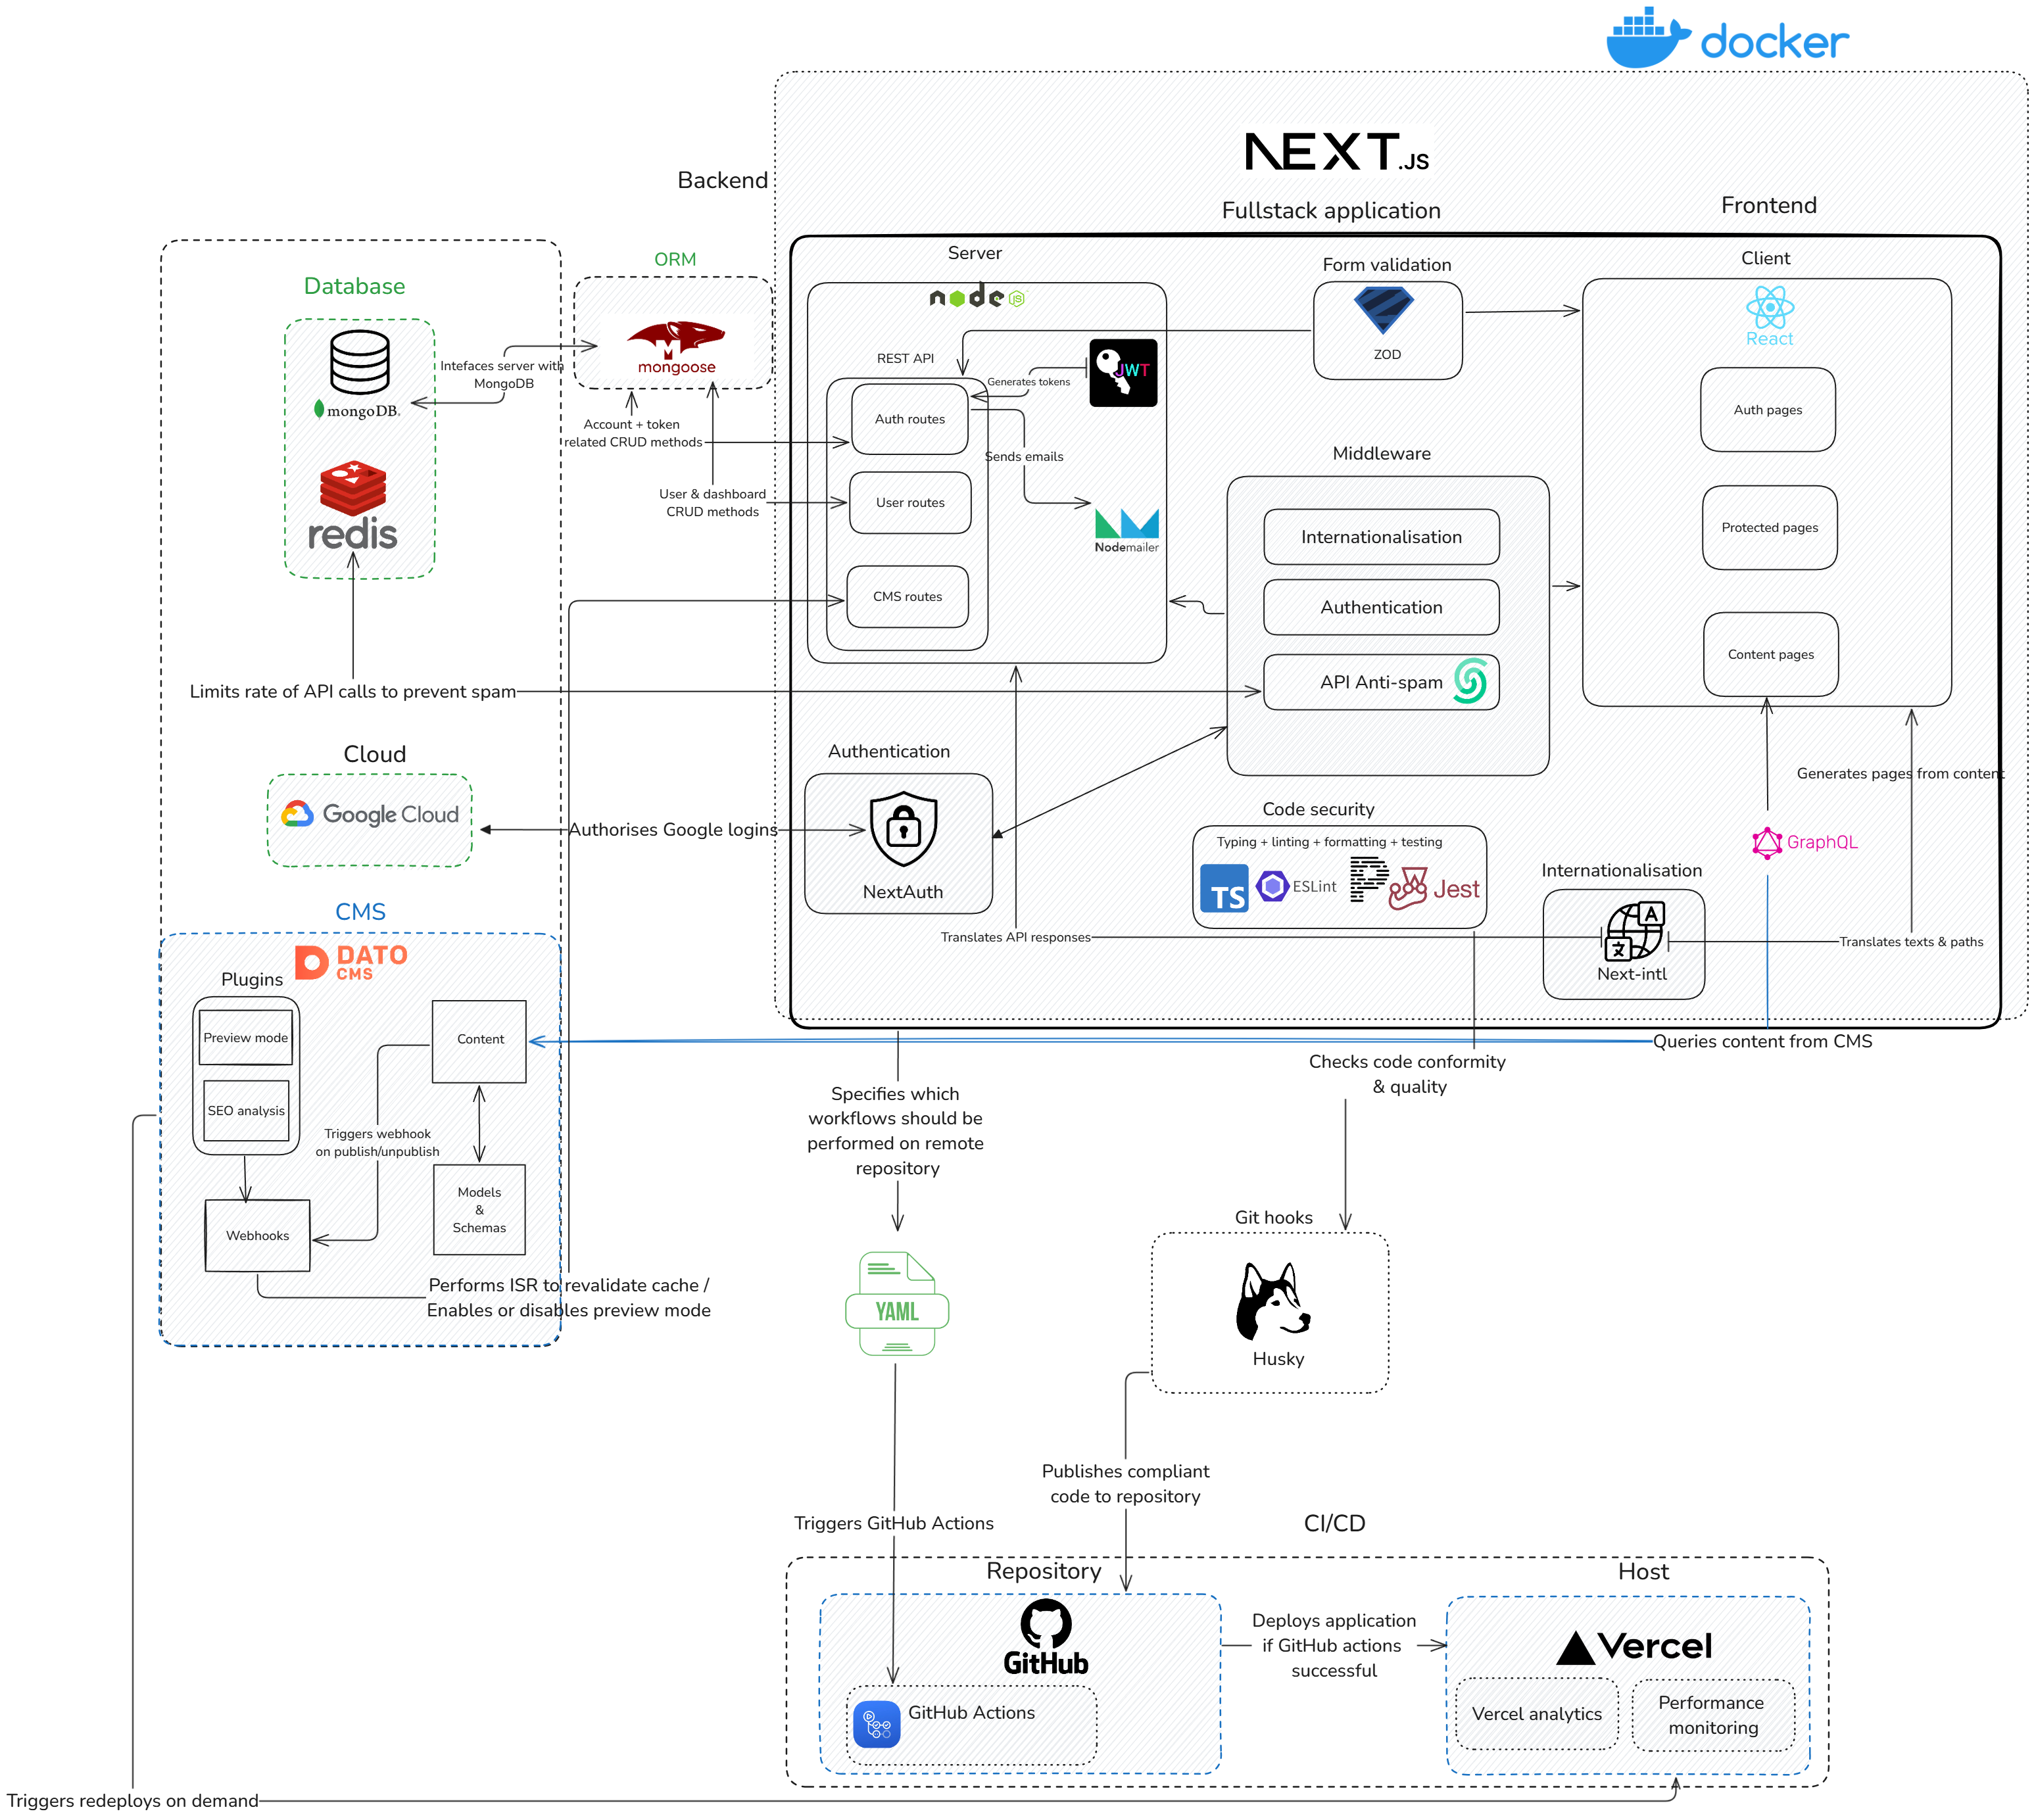 docker
NEXT.JS
Backend
Fullstack application
Frontend
Database
mongoDB.
redis
Intefaces server with
MongoDB
ORM
mongoose
Account + token
related CRUD methods
User & dashboard
CRUD methods
Server
node
JS
REST API
Auth routes
User routes
CMS routes
Generates tokens
JWT
Sends emails
Nodemailer
Form validation
ZOD
Middleware
Internationalisation
Authentication
API Anti-spam
Client
React
Auth pages
Protected pages
Content pages
Limits rate of API calls to prevent spam
Cloud
Google Cloud
Authorises Google logins
Authentication
NextAuth
Code security
Typing + linting + formatting + testing
TS
ESLint
Jest
Generates pages from content
GraphQL
Internationalisation
A
文
Next-intl
Translates API responses
Translates texts & paths
CMS
DATO
CMS
Plugins
Preview mode
SEO analysis
Content
Triggers webhook
on publish/unpublish
Models
&
Schemas
Webhooks
Performs ISR to revalidate cache /
Enables or disables preview mode
Queries content from CMS
Specifies which
workflows should be
performed on remote
repository
YAML
Checks code conformity
& quality
Git hooks
Husky
Publishes compliant
code to repository
Triggers GitHub Actions
CI/CD
Repository
GitHub
GitHub Actions
Deploys application
if GitHub actions
successful
Host
Vercel
Vercel analytics
Performance
monitoring
Triggers redeploys on demand